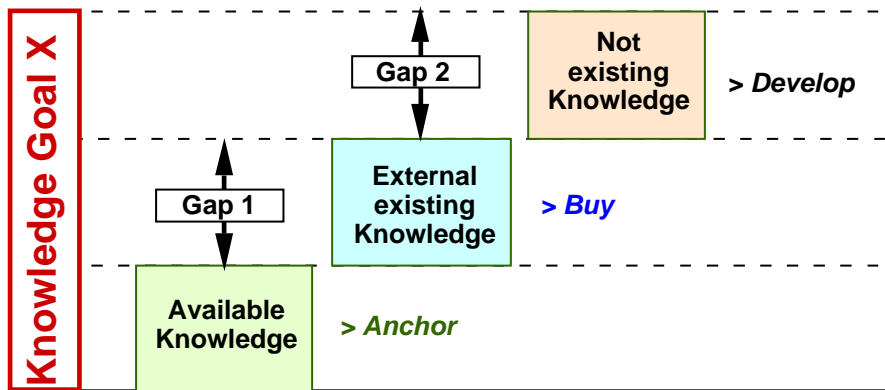 Knowledge Goal X
Gap 2
Not
existing
Knowledge
> Develop
Gap 1
External
existing
Knowledge
> Buy
Available
Knowledge
> Anchor